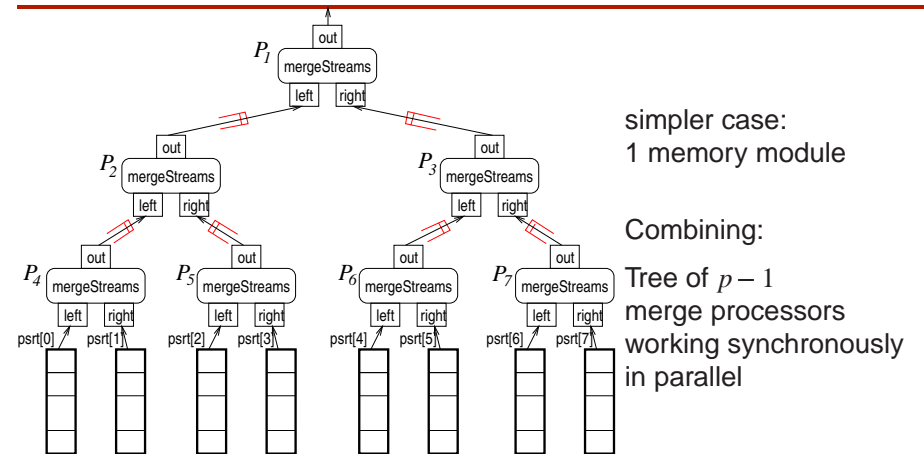 out
P1
mergeStreams
left right
simpler case:
1 memory module
out out
P2 P3
mergeStreams mergeStreams
left right left right
Combining:
out out out out
P4 P5 P6 P7
mergeStreams mergeStreams mergeStreams mergeStreams
left right left right left right left right
psrt[0] psrt[1] psrt[2] psrt[3] psrt[4] psrt[5] psrt[6] psrt[7]
Tree of p − 1
merge processors
working synchronously
in parallel